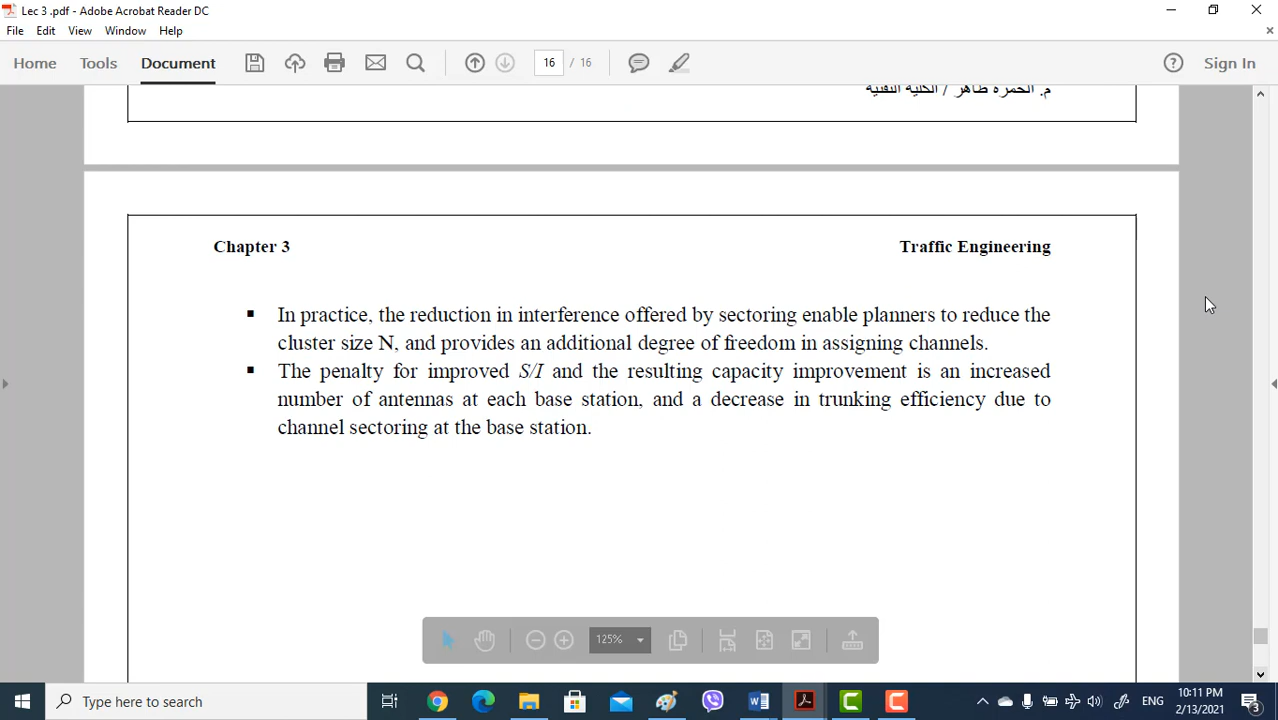 Lec 3 .pdf - Adobe Acrobat Reader DC
File Edit View Window Help
Home Tools Document 16 / 16 Sign In
م. الحمزه طاهر / الكلية التقنية
Chapter 3 Traffic Engineering
▪ In practice, the reduction in interference offered by sectoring enable planners to reduce the
cluster size N, and provides an additional degree of freedom in assigning channels.
▪ The penalty for improved S/I and the resulting capacity improvement is an increased
number of antennas at each base station, and a decrease in trunking efficiency due to
channel sectoring at the base station.
125%
Type here to search
ENG
10:11 PM
2/13/2021
3